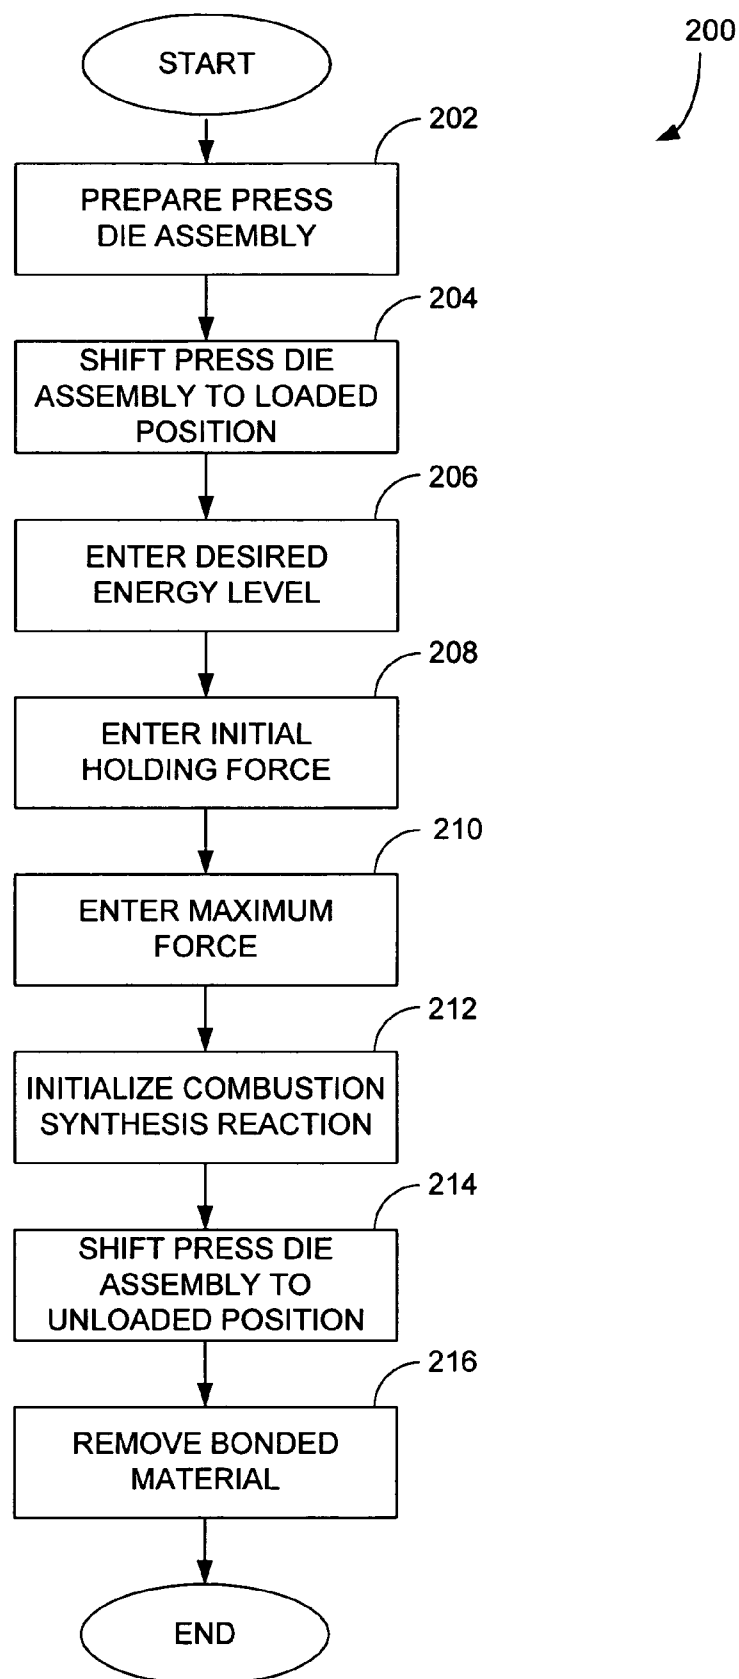 START
200
202
PREPARE PRESS
DIE ASSEMBLY
204
SHIFT PRESS DIE
ASSEMBLY TO LOADED
POSITION
206
ENTER DESIRED
ENERGY LEVEL
208
ENTER INITIAL
HOLDING FORCE
210
ENTER MAXIMUM
FORCE
212
INITIALIZE COMBUSTION
SYNTHESIS REACTION
214
SHIFT PRESS DIE
ASSEMBLY TO
UNLOADED POSITION
216
REMOVE BONDED
MATERIAL
END